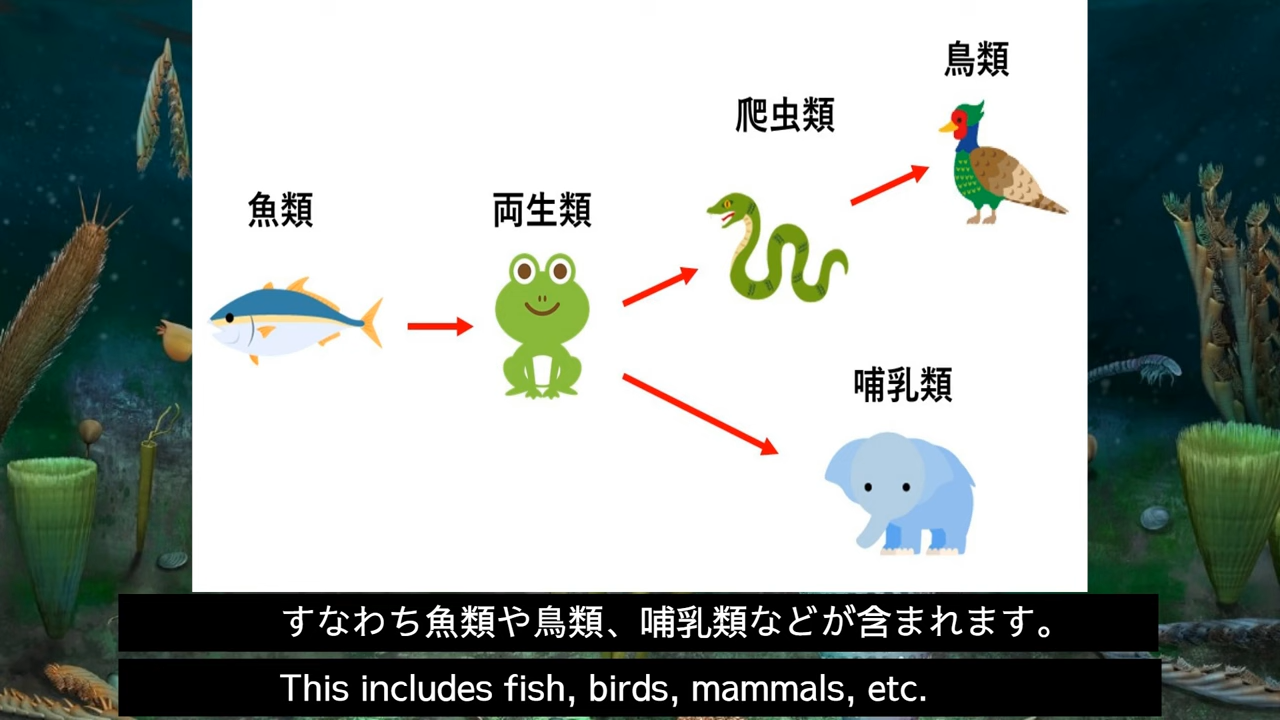 鳥類
爬虫類
魚類
両生類
哺乳類
すなわち魚類や鳥類、哺乳類などが含まれます。
This includes fish, birds, mammals, etc.